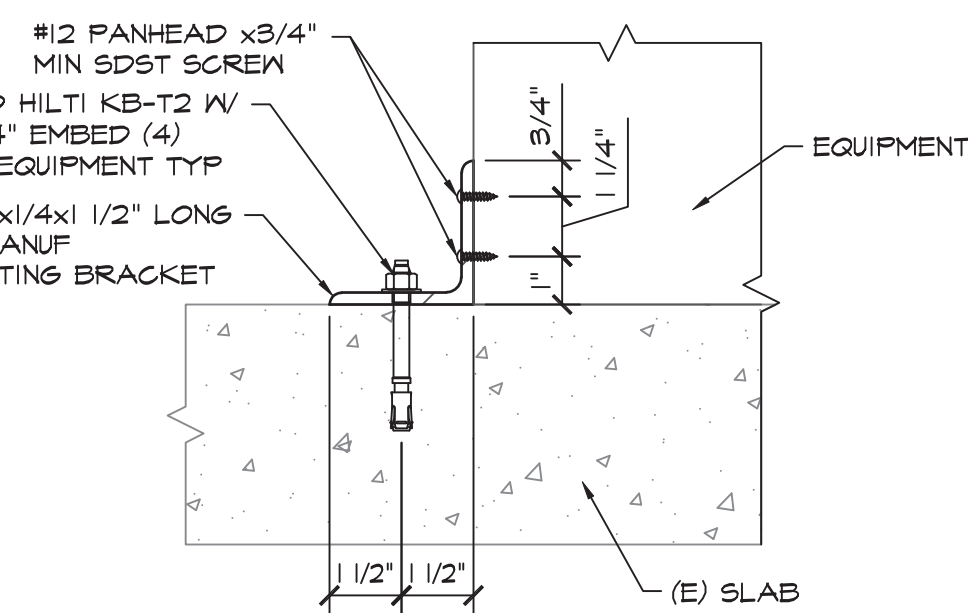 #12 PANHEAD x3/4"
MIN SDST SCREW
HILTI KB-T2 W/
4" EMBED (4)
EQUIPMENT TYP
x1/4x1 1/2" LONG
ANUF
TING BRACKET
3/4"
1 1/4"
1"
EQUIPMENT
1 1/2"
1 1/2"
(E) SLAB